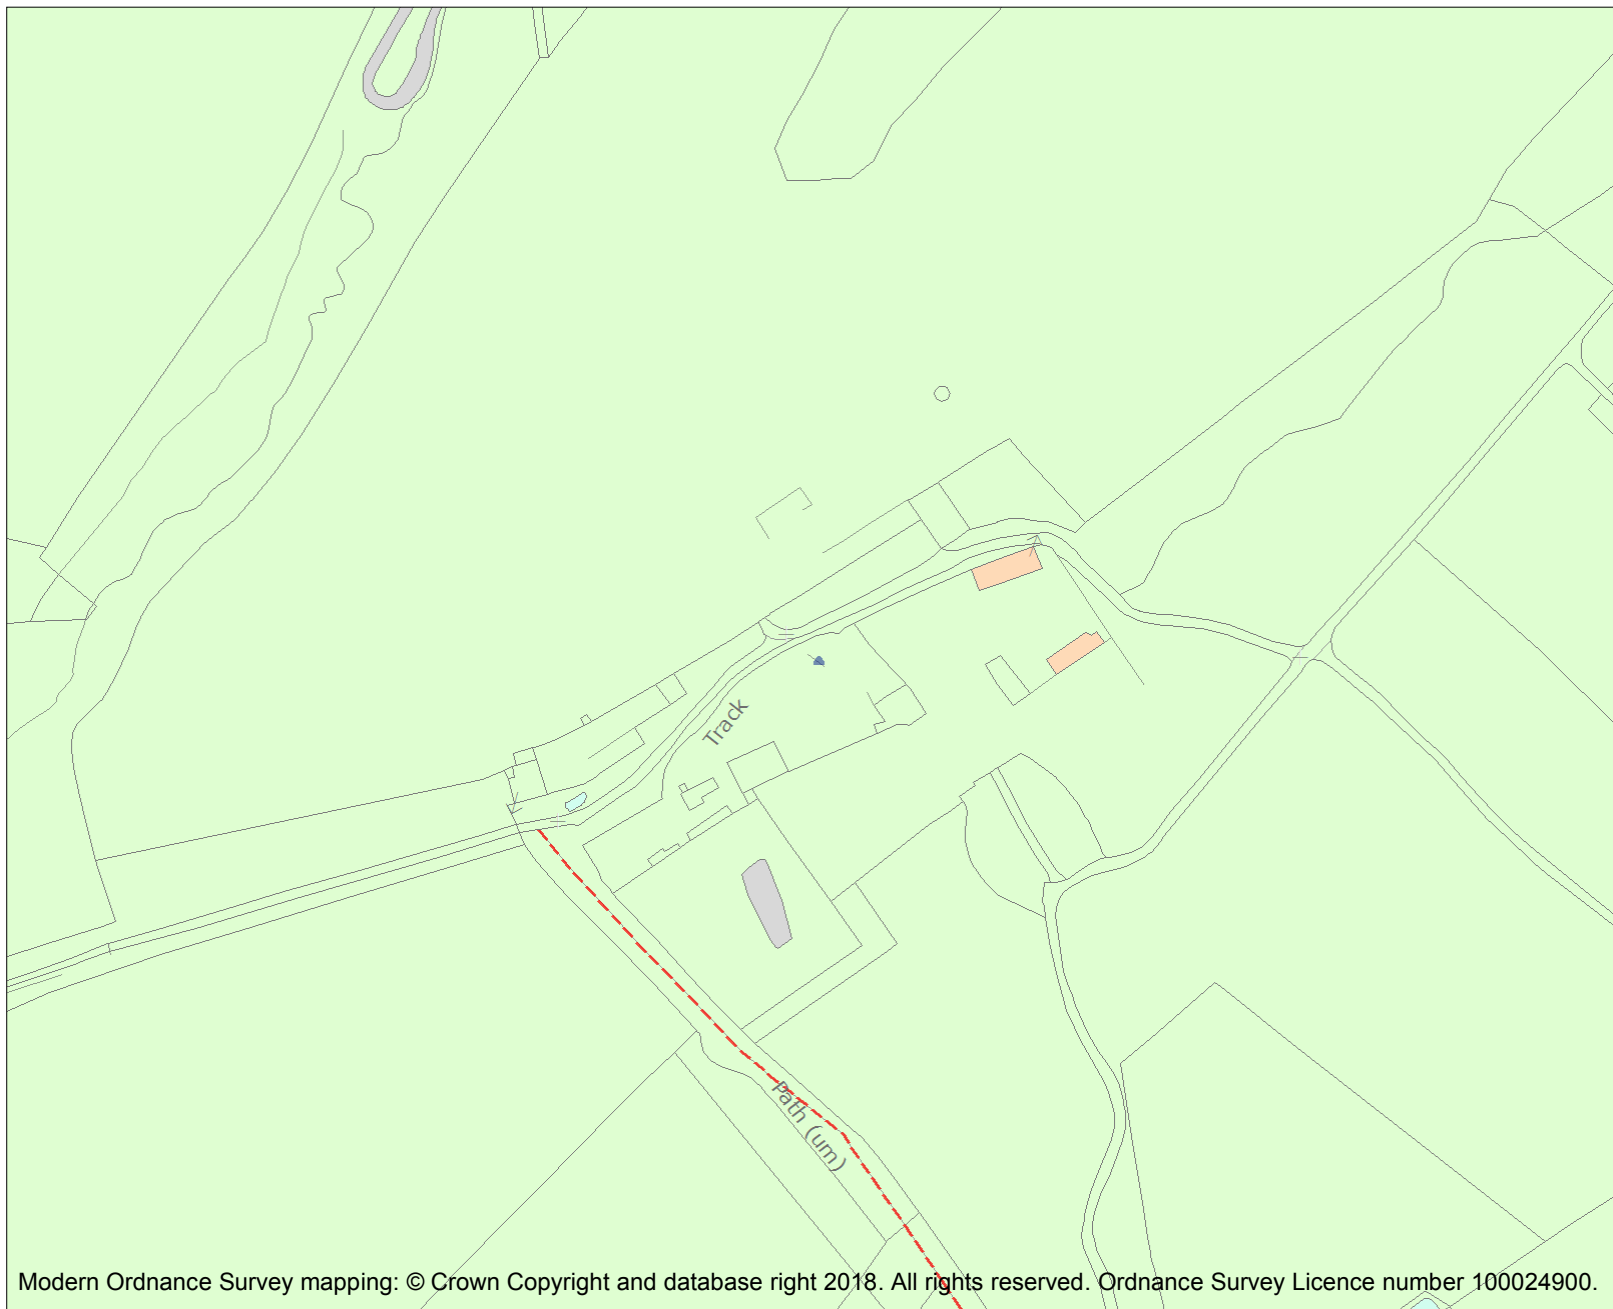 Track
Path (um)
Modern Ordnance Survey mapping: © Crown Copyright and database right 2018. All rights reserved. Ordnance Survey Licence number 100024900.